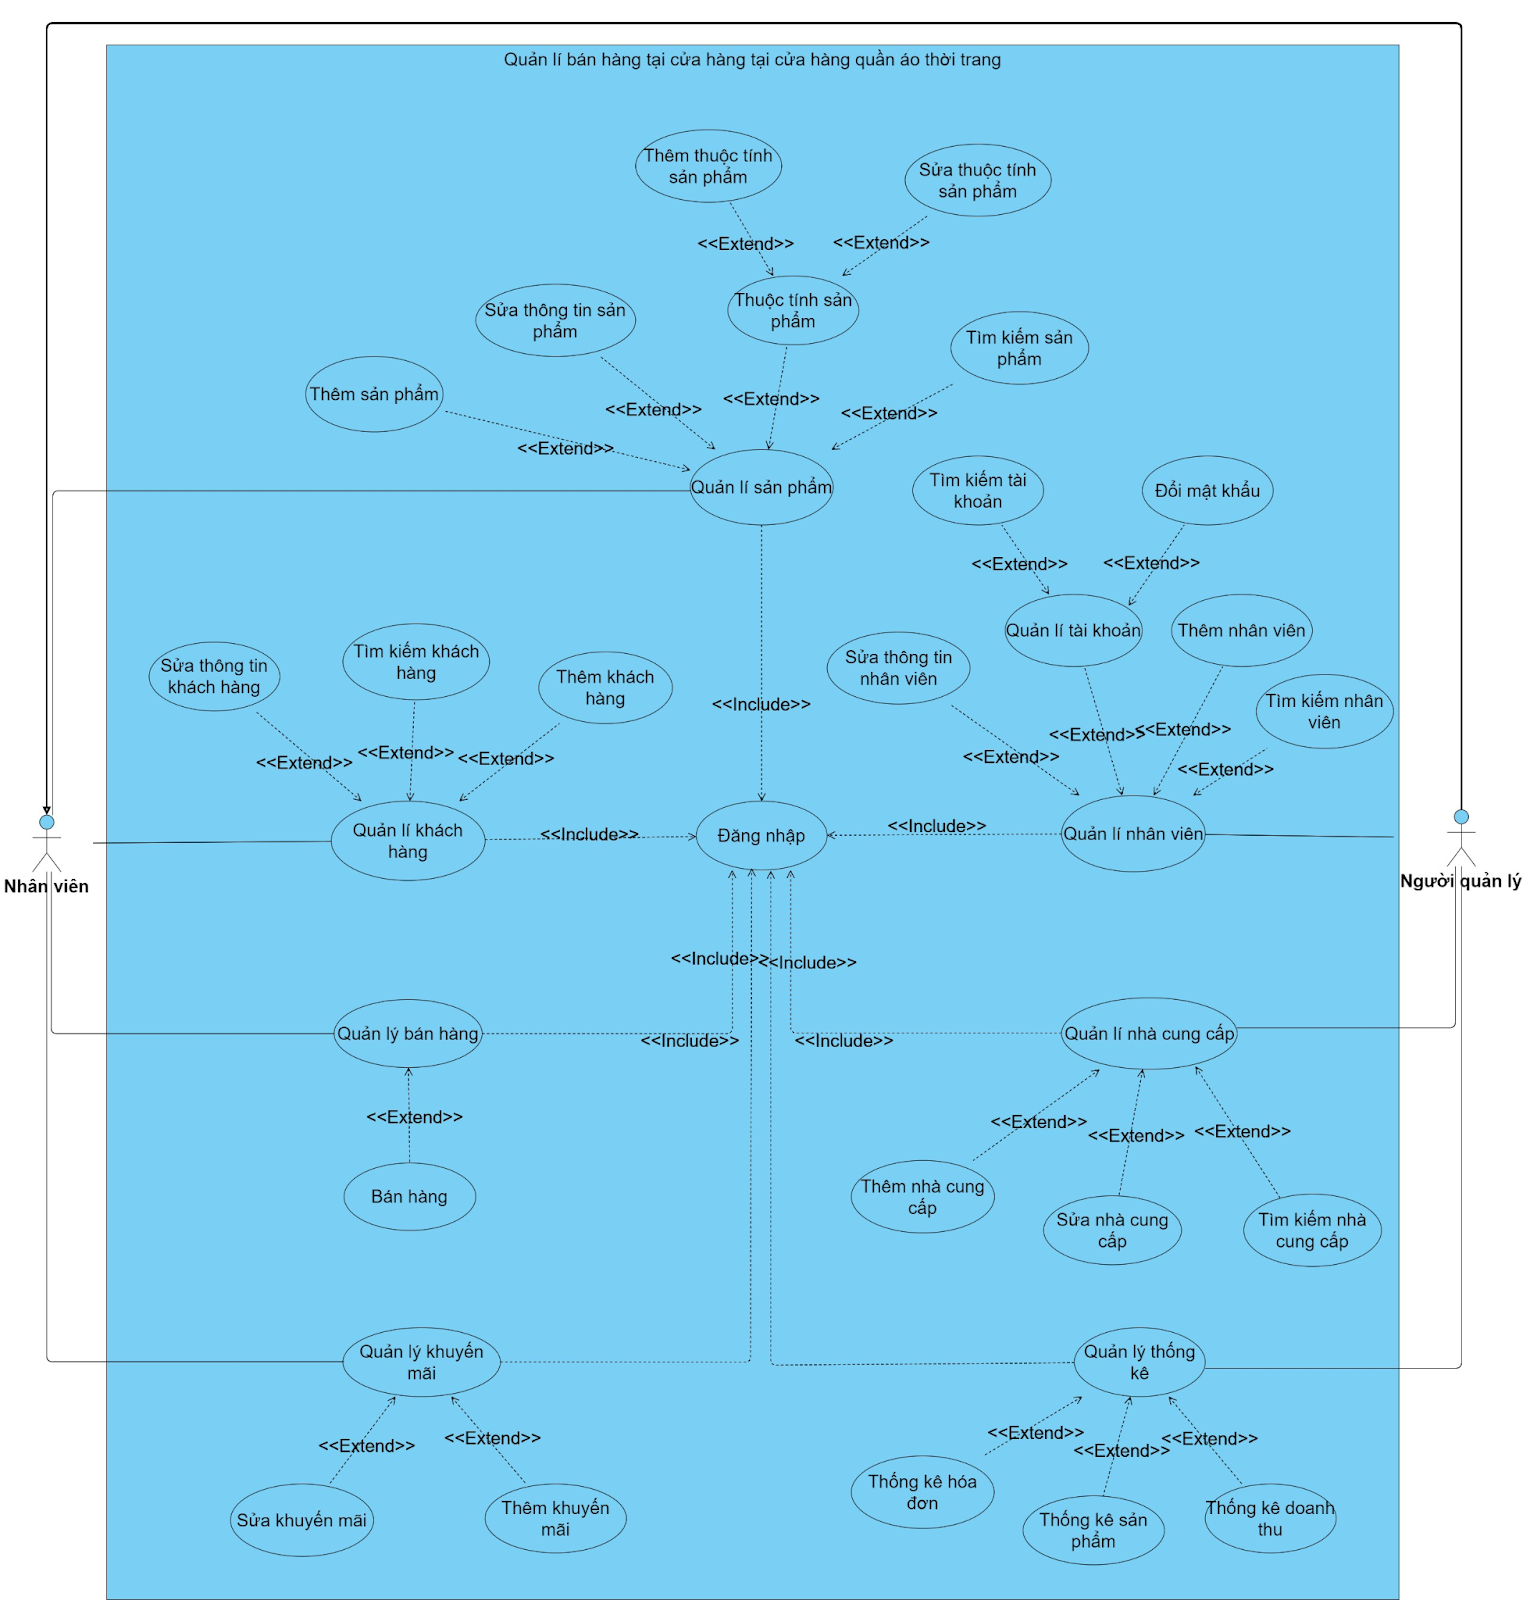 Quản lí bán hàng tại cửa hàng tại cửa hàng quần áo thời trang
Thêm thuộc tính
sản phẩm
Sửa thuộc tính
sản phẩm
<<Extend>>
<<Extend>>
Sửa thông tin sản
phẩm
Thuộc tính sản
phẩm
Tìm kiếm sản
phẩm
Thêm sản phẩm
<<Extend>>
<<Extend>>
<<Extend>>
<<Extend>>
Quản lí sản phẩm
Tìm kiếm tài
khoản
Đổi mật khẩu
<<Extend>>
<<Extend>>
Quản lí tài khoản
Thêm nhân viên
Sửa thông tin
khách hàng
Tìm kiếm khách
hàng
Thêm khách
hàng
Sửa thông tin
nhân viên
Tìm kiếm nhân
viên
<<Include>>
<<Extend>>
<<Extend>>
<<Extend>>
<<Extend>>
<<Extend>>
<<Extend>>
<<Extend>>
Quản lí khách
hàng
<<Include>>
Đăng nhập
<<Include>>
Quản lí nhân viên
Nhân viên
Người quản lý
<<Include>>
<<Include>>
Quản lý bán hàng
<<Include>>
<<Include>>
Quản lí nhà cung cấp
<<Extend>>
<<Extend>>
<<Extend>>
<<Extend>>
Bán hàng
Thêm nhà cung
cấp
Sửa nhà cung
cấp
Tìm kiếm nhà
cung cấp
Quản lý khuyến
mãi
Quản lý thống
kê
<<Extend>>
<<Extend>>
<<Extend>>
<<Extend>>
<<Extend>>
Sửa khuyến mãi
Thêm khuyến
mãi
Thống kê hóa
đơn
Thống kê sản
phẩm
Thống kê doanh
thu